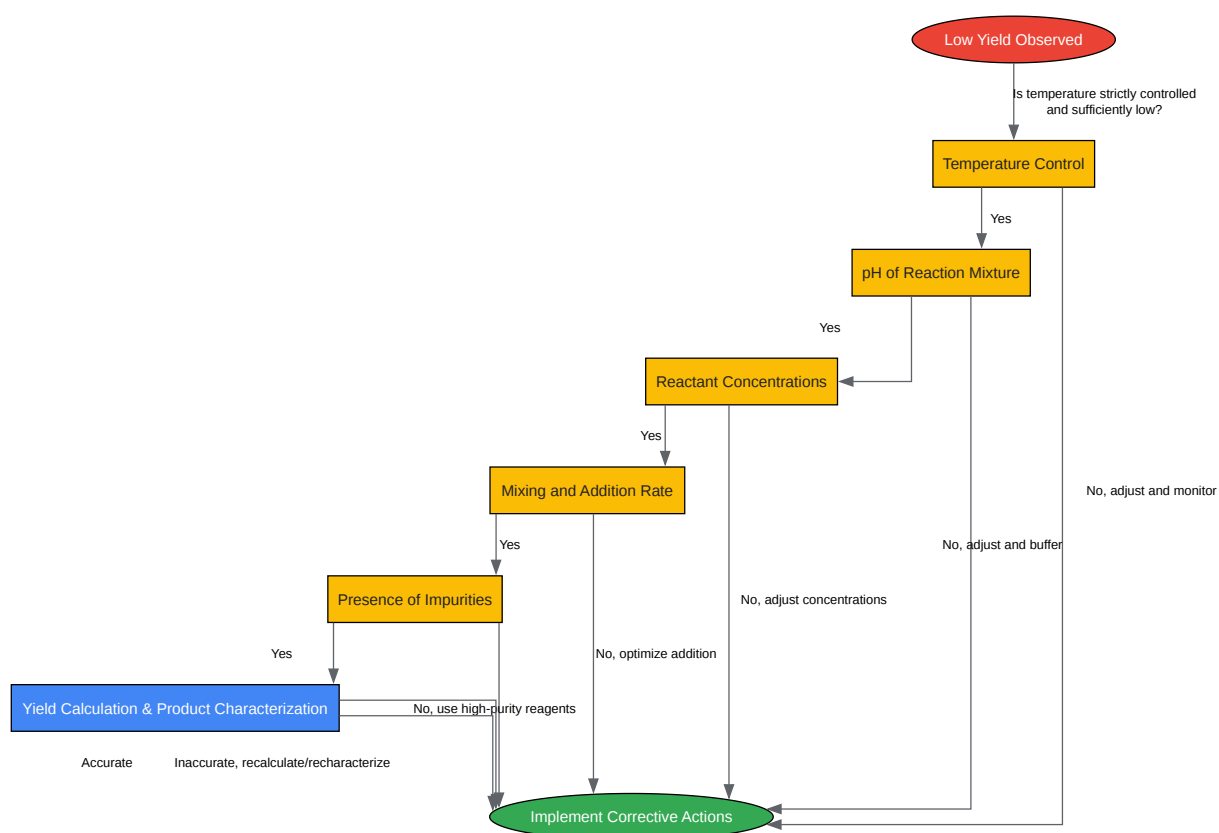 Low Yield Observed
Is temperature strictly controlled
and sufficiently low?
Temperature Control
Yes
pH of Reaction Mixture
Yes
Reactant Concentrations
Yes
Mixing and Addition Rate
No, adjust and monitor
Yes
No, adjust and buffer
Presence of Impurities
No, adjust concentrations
Yes
No, optimize addition
Yield Calculation & Product Characterization
No, use high-purity reagents
Accurate
Inaccurate, recalculate/recharacterize
Implement Corrective Actions